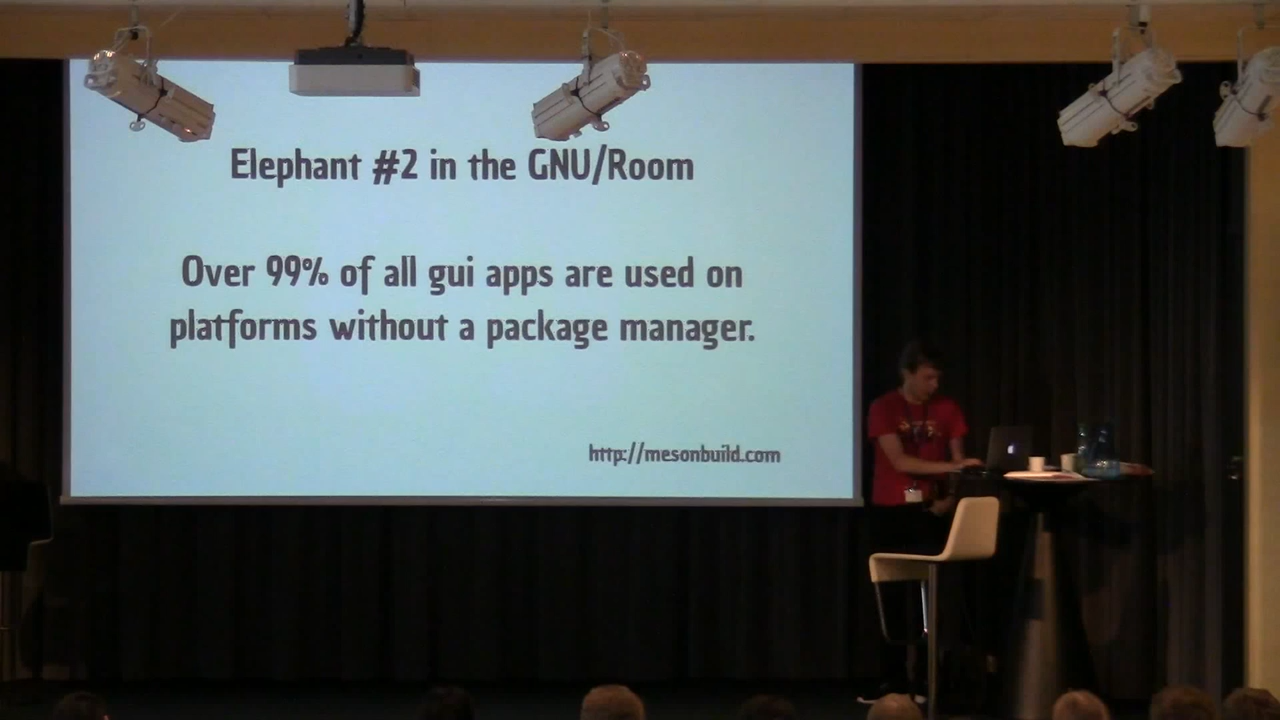 Elephant #2 in the GNU/Room
Over 99% of all gui apps are used on
platforms without a package manager.
http://mesonbuild.com